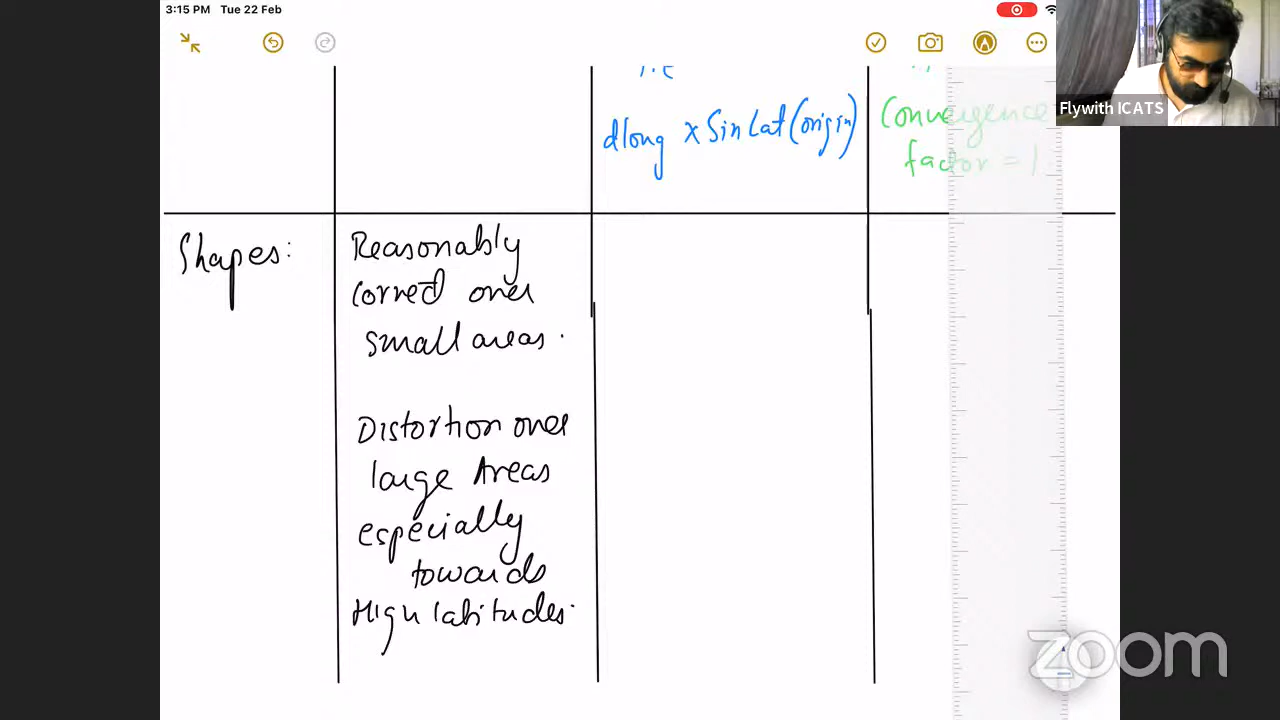 3:15 PM Tue 22 Feb
Flywith ICATS
dlong x Sin Lat (origin)
Convergence
factor = 1
Shapes:
Reasonably
Corred over
small areas.
Distortion over
large Areas
Especially
towards
High latitudes.
zoom